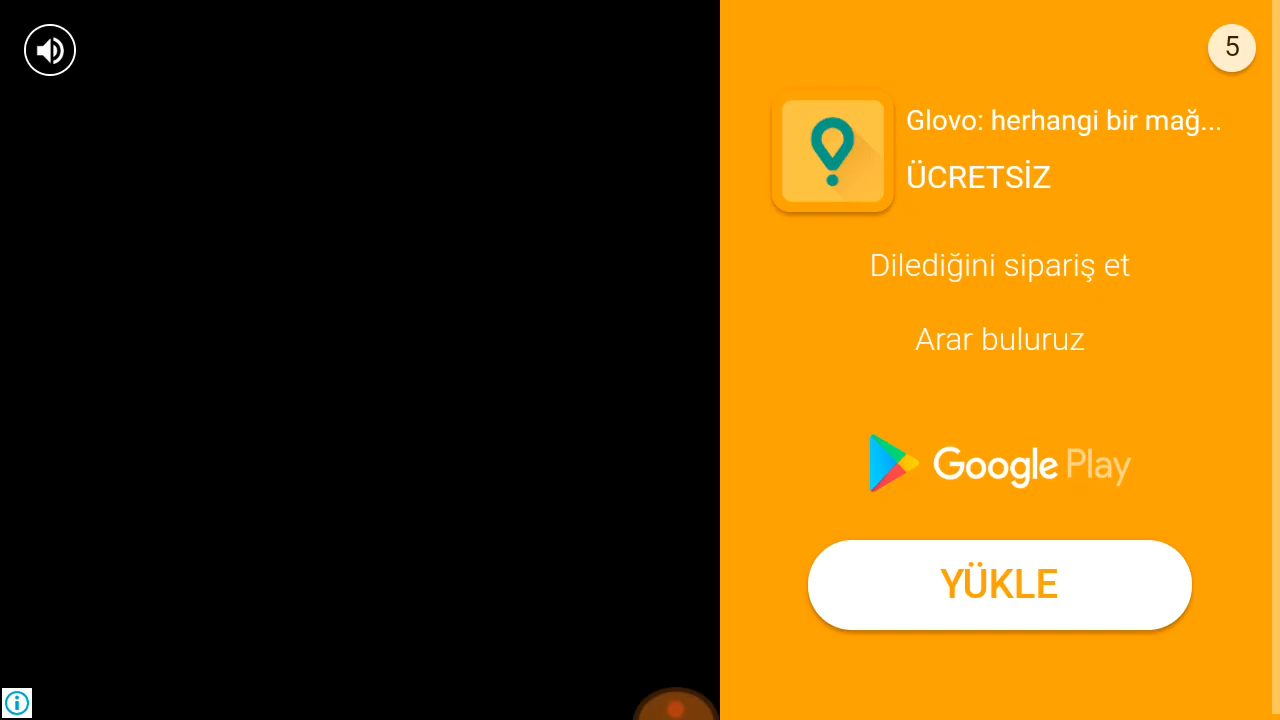 5
Glovo: herhangi bir mağ...
ÜCRETSİZ
Dilediğini sipariş et
Arar buluruz
Google Play
YÜKLE